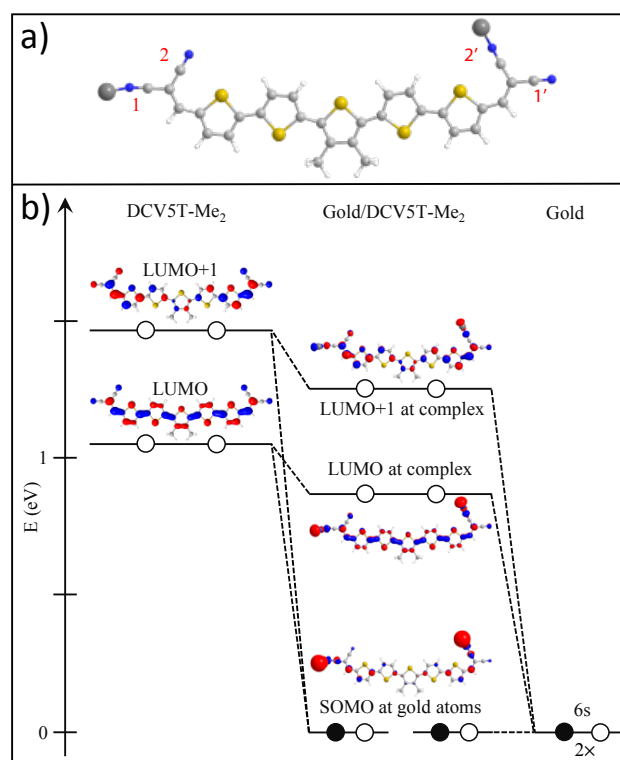 a)
2
1
2'
1'
b)
DCV5T-Me₂
Gold/DCV5T-Me₂
Gold
LUMO+1
LUMO+1 at complex
LUMO
LUMO at complex
1
E (eV)
SOMO at gold atoms
6s
0
2×